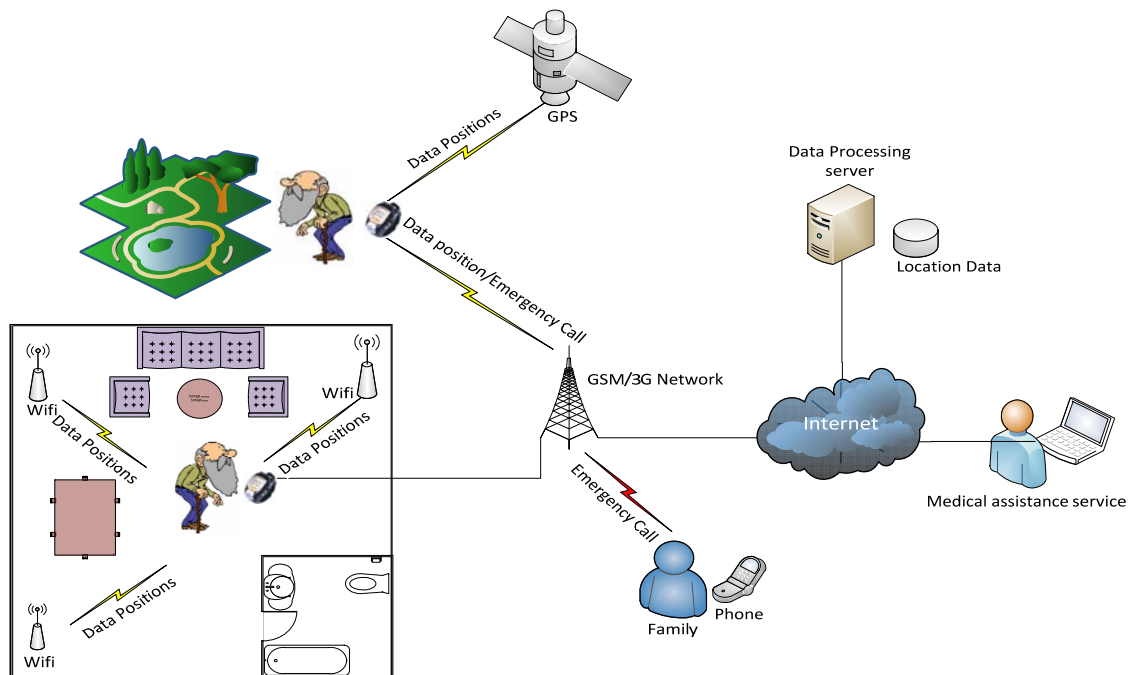 GPS
Data Positions
Data Processing
server
Location Data
Data position/Emergency Call
GSM/3G Network
Wifi
Wifi
Data Positions
Data Positions
Internet
Medical assistance service
Emergency Call
Data Positions
Wifi
Phone
Family